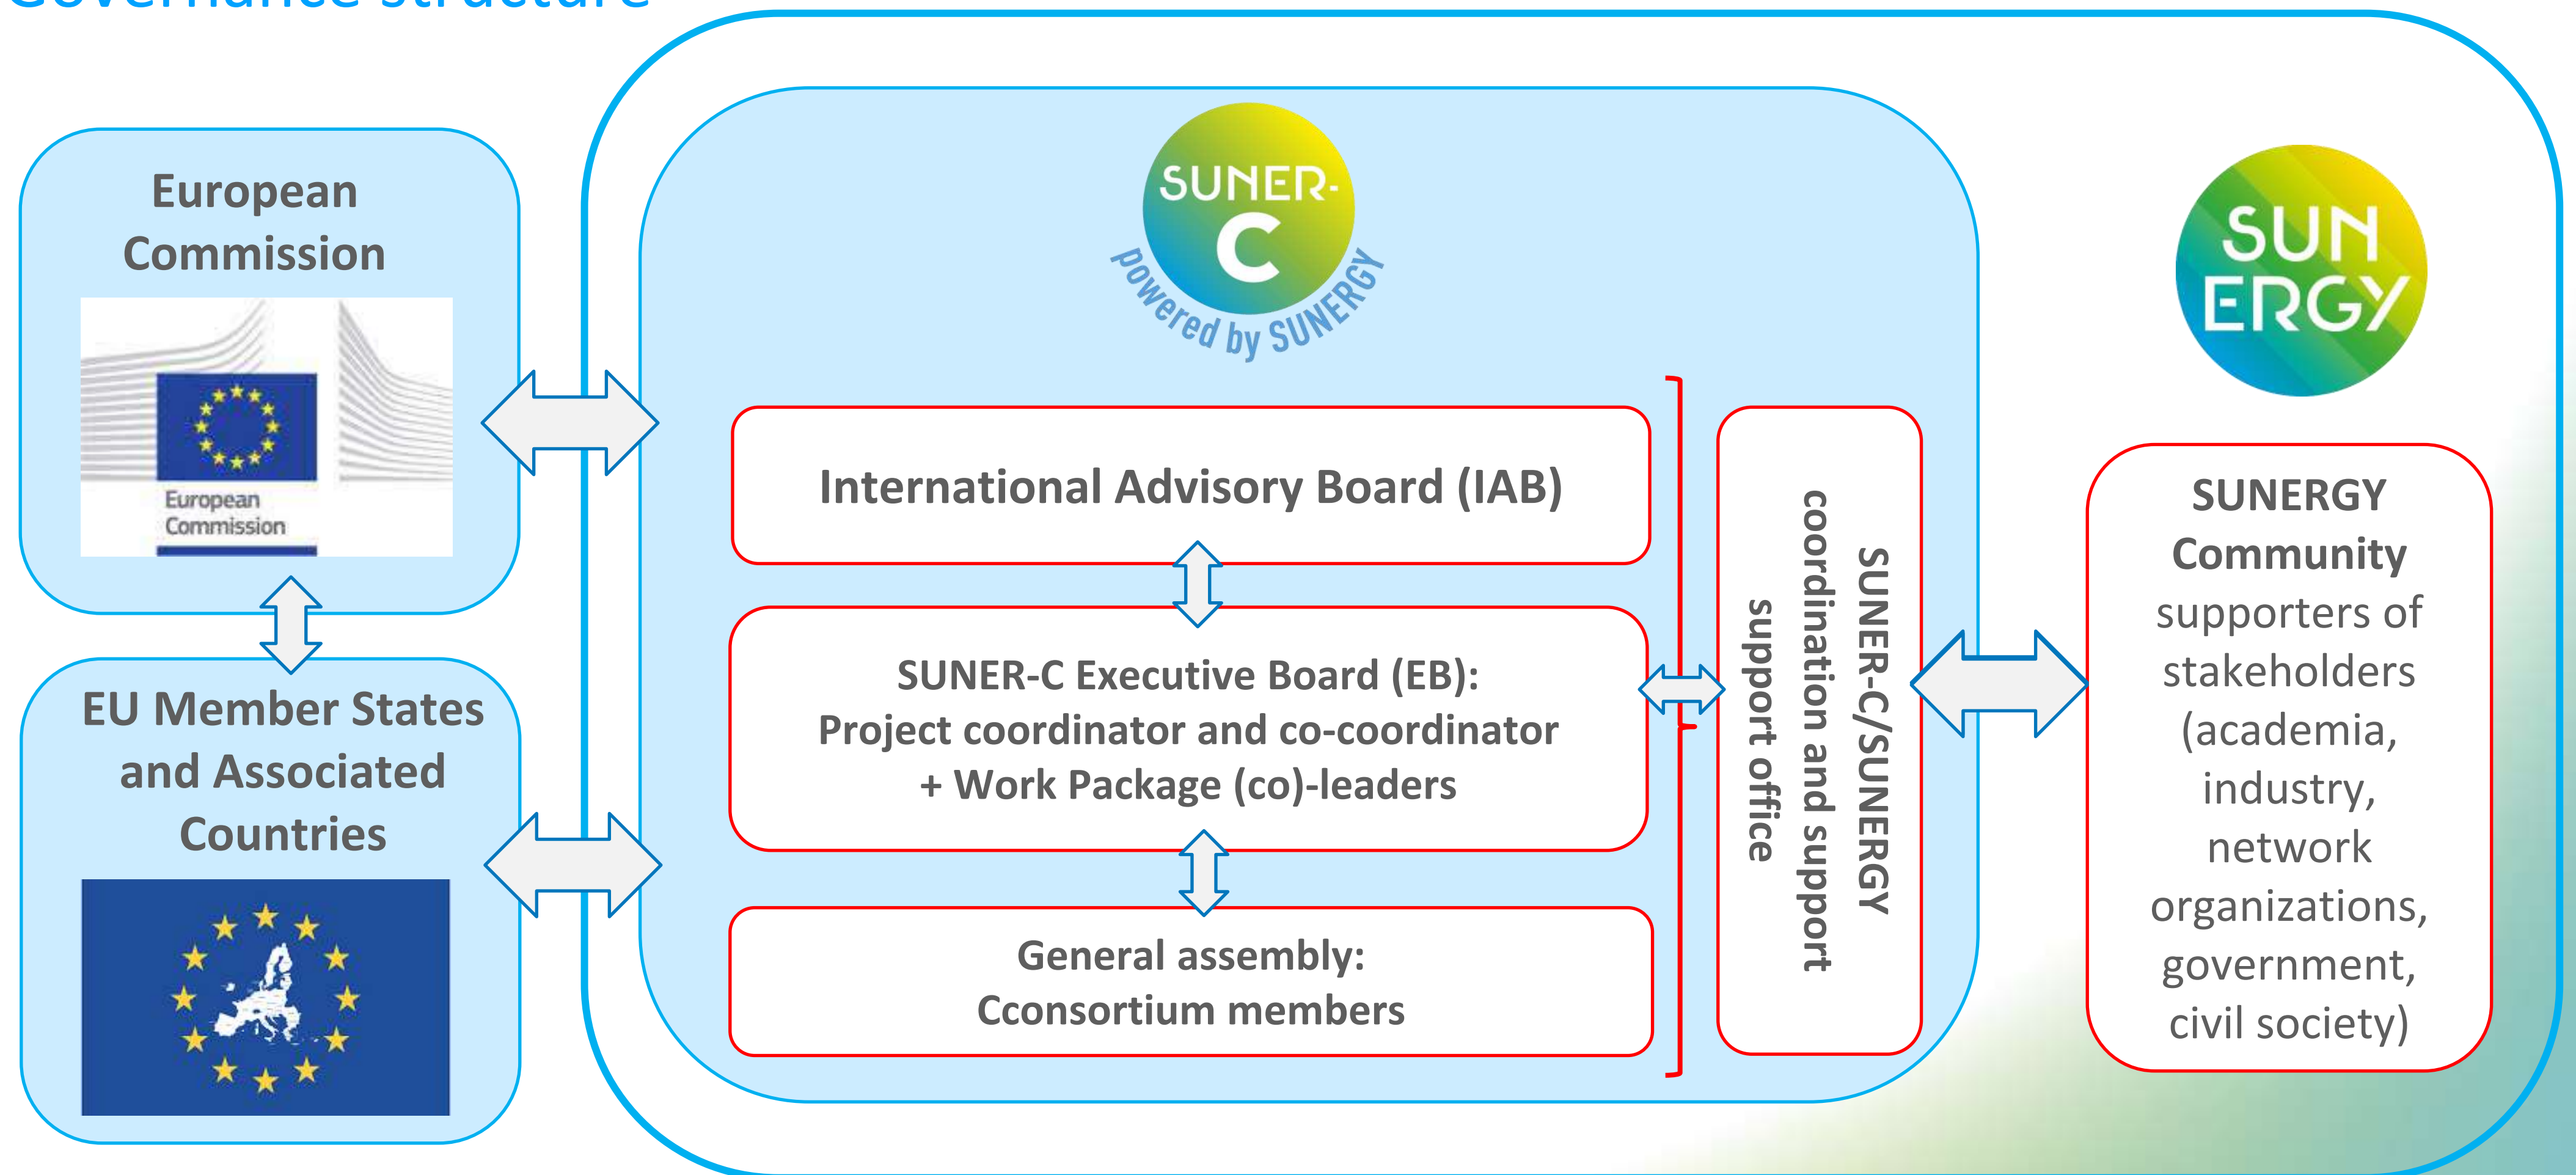 Governance structure
European
Commission
European
Commission
EU Member States
and Associated
Countries
SUNER-
C
powered by SUNERGY
International Advisory Board (IAB)
SUNER-C Executive Board (EB):
Project coordinator and co-coordinator
+ Work Package (co)-leaders
General assembly:
Cconsortium members
SUNER-C/SUNERGY
coordination and support
support office
SUN
ERGY
SUNERGY
Community
supporters of
stakeholders
(academia,
industry,
network
organizations,
government,
civil society)